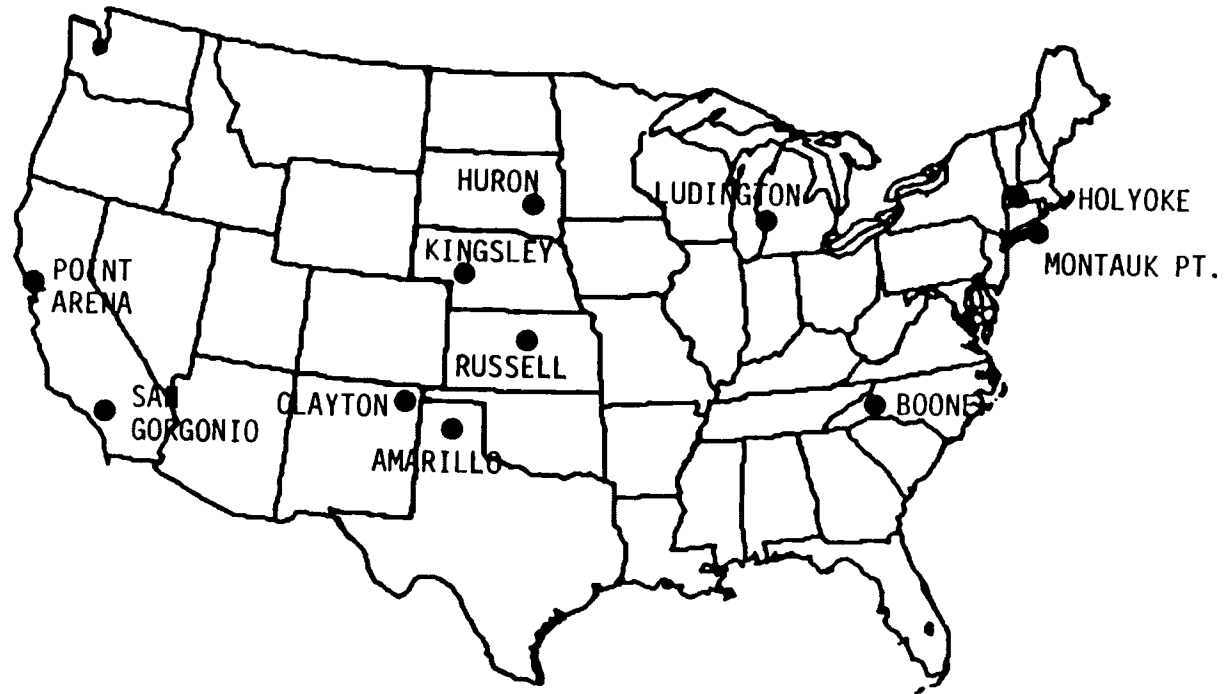 HURON
LUDINGTON
HOLYOKE
KINGSLEY
MONTAUK PT.
POINT
ARENA
RUSSELL
SAN
GORGONIO
CLAYTON
BOONE
AMARILLO